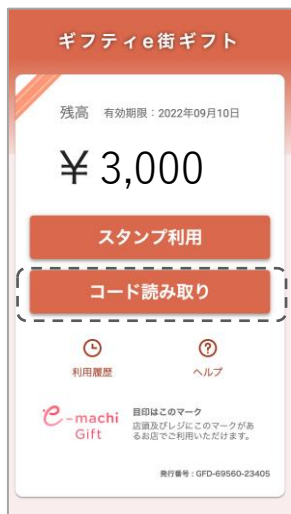 ギフティe街ギフト
残高 有効期限：2022年09月10日
￥3,000
スタンプ利用
コード読み取り
利用履歴 ヘルプ
e-machi
Gift
目印はこのマーク
店頭及びレジにこのマークがあ
るお店でご利用いただけます。
発行番号：GFD-69560-23405